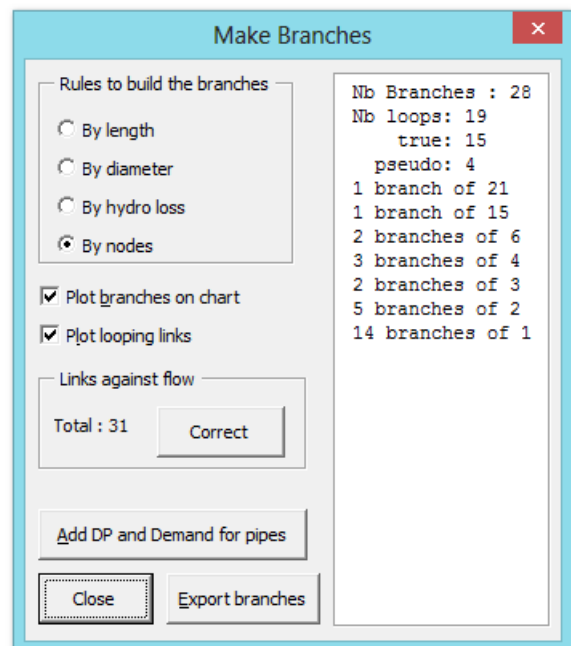 Make Branches
x
Rules to build the branches
By length
By diameter
By hydro loss
By nodes
Plot branches on chart
Plot looping links
Links against flow
Total : 31
Correct
Add DP and Demand for pipes
Close
Export branches
Nb Branches : 28
Nb loops: 19
true: 15
pseudo: 4
1 branch of 21
1 branch of 15
2 branches of 6
3 branches of 4
2 branches of 3
5 branches of 2
14 branches of 1